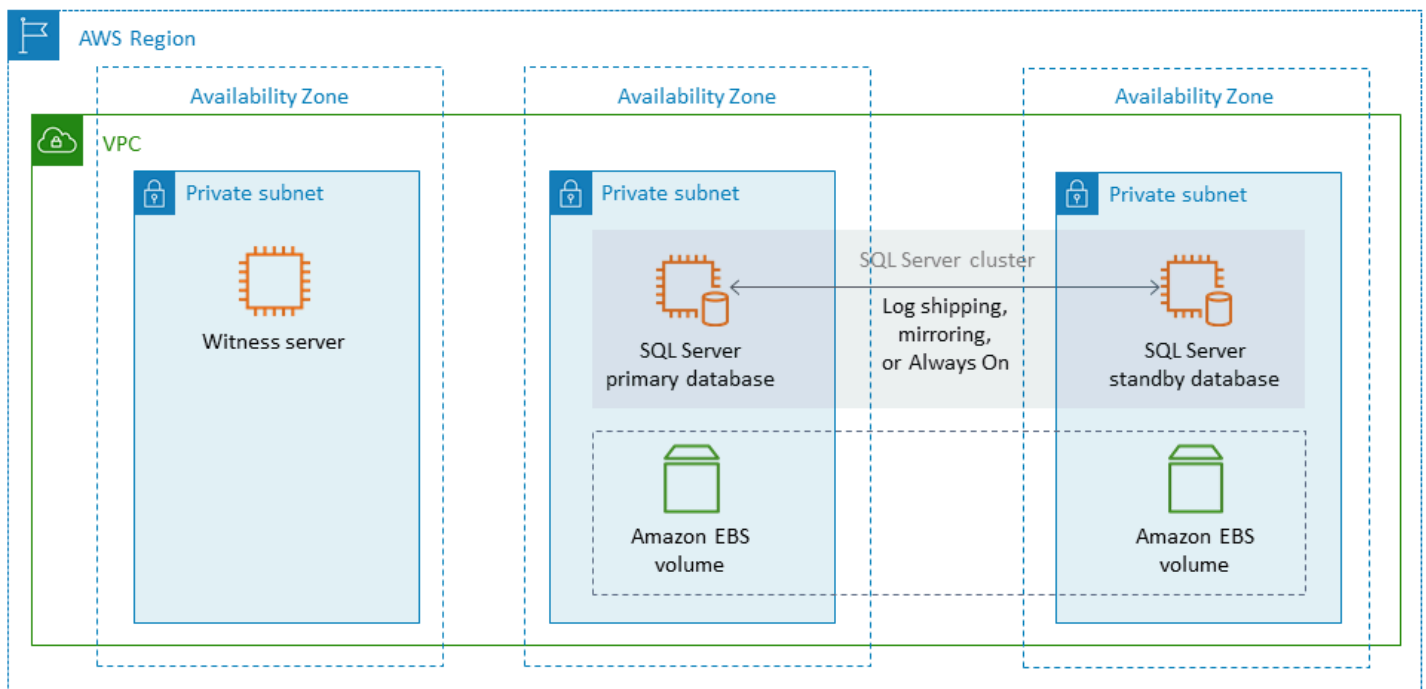 AWS Region
Availability Zone
Availability Zone
Availability Zone
VPC
Private subnet
Private subnet
Private subnet
Witness server
SQL Server
primary database
SQL Server cluster
Log shipping,
mirroring,
or Always On
SQL Server
standby database
Amazon EBS
volume
Amazon EBS
volume